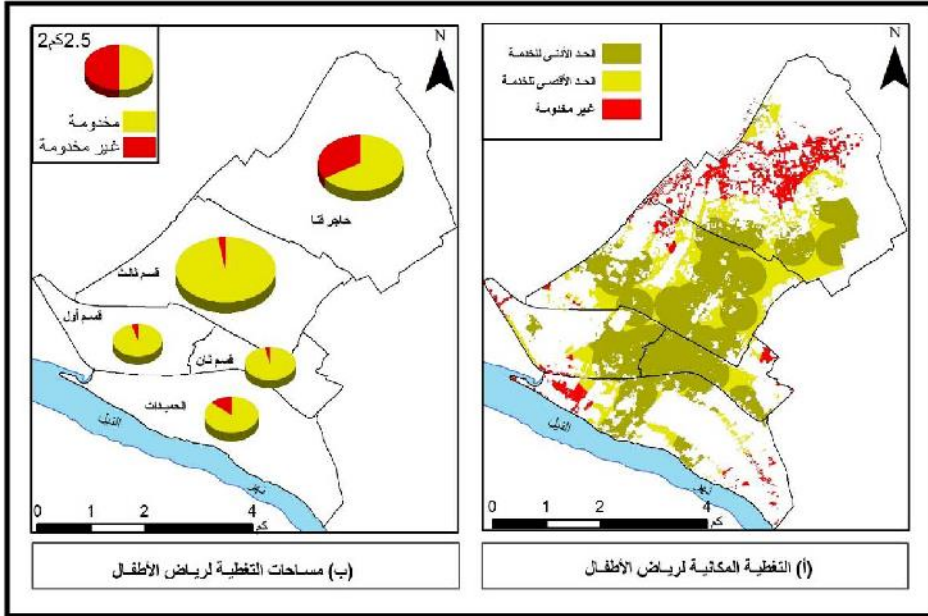 N
الحد الأدنى للخدمة
الحد الأقصى للخدمة
غير مخدومة
النيل
نهر
0 1 2 4
كم
(أ) التغطية المكانية لرياض الأطفال
N
2.5كم2
مخدومة
غير مخدومة
حاجر قنا
قسم ثالث
قسم أول
قسم ثان
الحميدات
النيل
نهر
0 1 2 4
كم
(ب) مساحات التغطية لرياض الأطفال